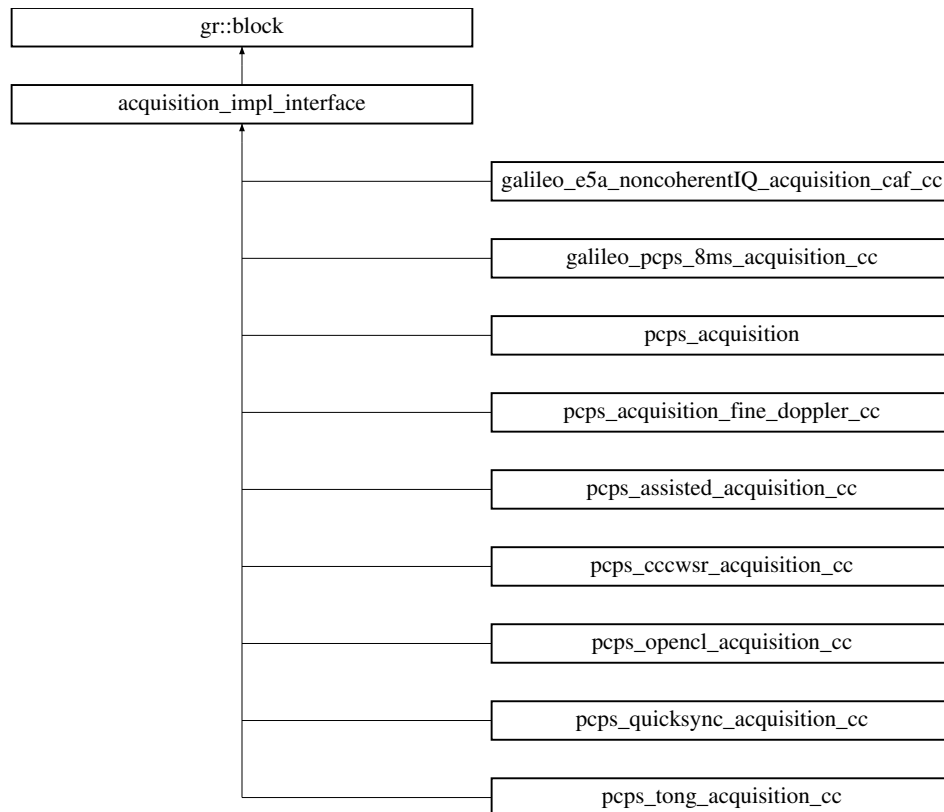 gr::block
acquisition_impl_interface
galileo_e5a_noncoherentIQ_acquisition_caf_cc
galileo_pcps_8ms_acquisition_cc
pcps_acquisition
pcps_acquisition_fine_doppler_cc
pcps_assisted_acquisition_cc
pcps_cccwsr_acquisition_cc
pcps_opencl_acquisition_cc
pcps_quicksync_acquisition_cc
pcps_tong_acquisition_cc